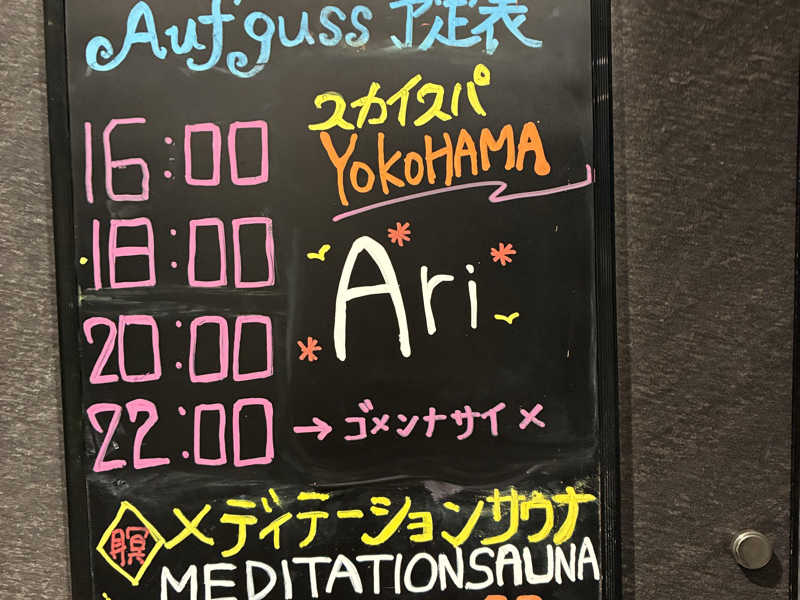 Aufguss 予定表
スカイスパ
YOKOHAMA
16:00
18:00
Ari
20:00
22:00 → ゴメンナサイ ×
瞑 メディテーションサウナ
MEDITATIONSAUNA